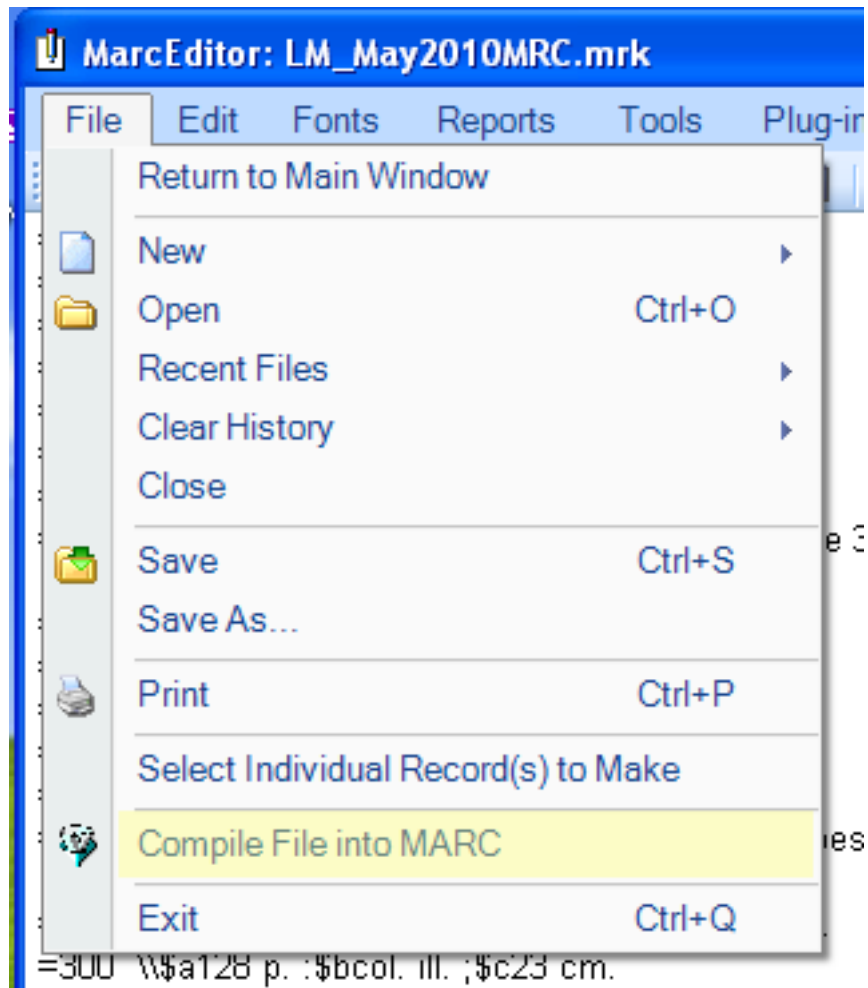 MarcEditor: LM_May2010MRC.mrk
File Edit Fonts Reports Tools
Return to Main Window
New
Open Ctrl+O
Recent Files
Clear History
Close
Save Ctrl+S
Save As...
Print Ctrl+P
Select Individual Record(s) to Make
Compile File into MARC
Exit Ctrl+Q
=300 \\$a128 p. :$bcol. ill. ;$c23 cm.